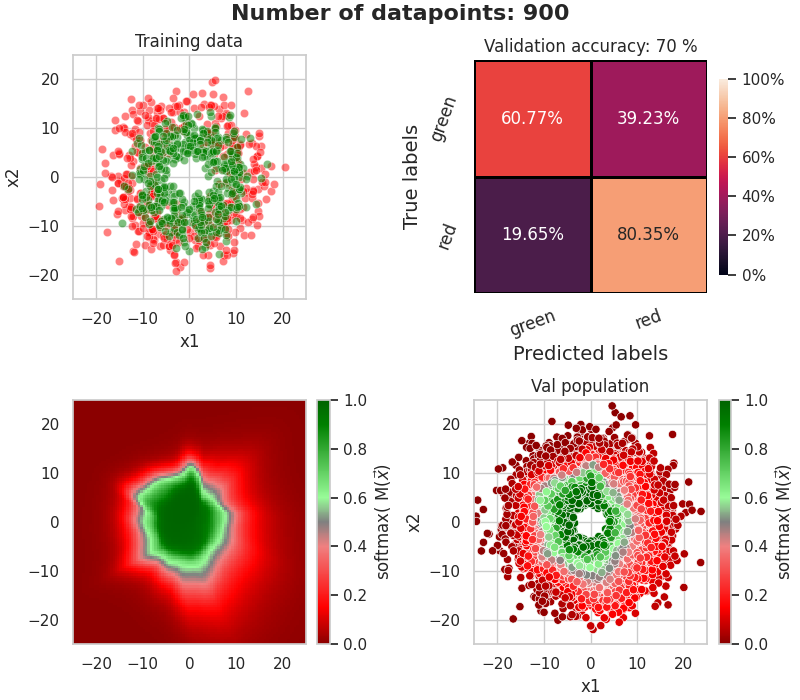 Number of datapoints: 900
Training data
20
10
0
−10
−20
x2
−20 −10 0 10 20
x1
Validation accuracy: 70 %
True labels
green
red
60.77% 39.23%
19.65% 80.35%
green red
Predicted labels
100%
80%
60%
40%
20%
0%
20
10
0
−10
−20
−20 −10 0 10 20
1.0
0.8
0.6
0.4
0.2
0.0
softmax( M(x⃗)
Val population
20
10
0
−10
−20
x2
−20 −10 0 10 20
x1
1.0
0.8
0.6
0.4
0.2
0.0
softmax( M(x⃗)